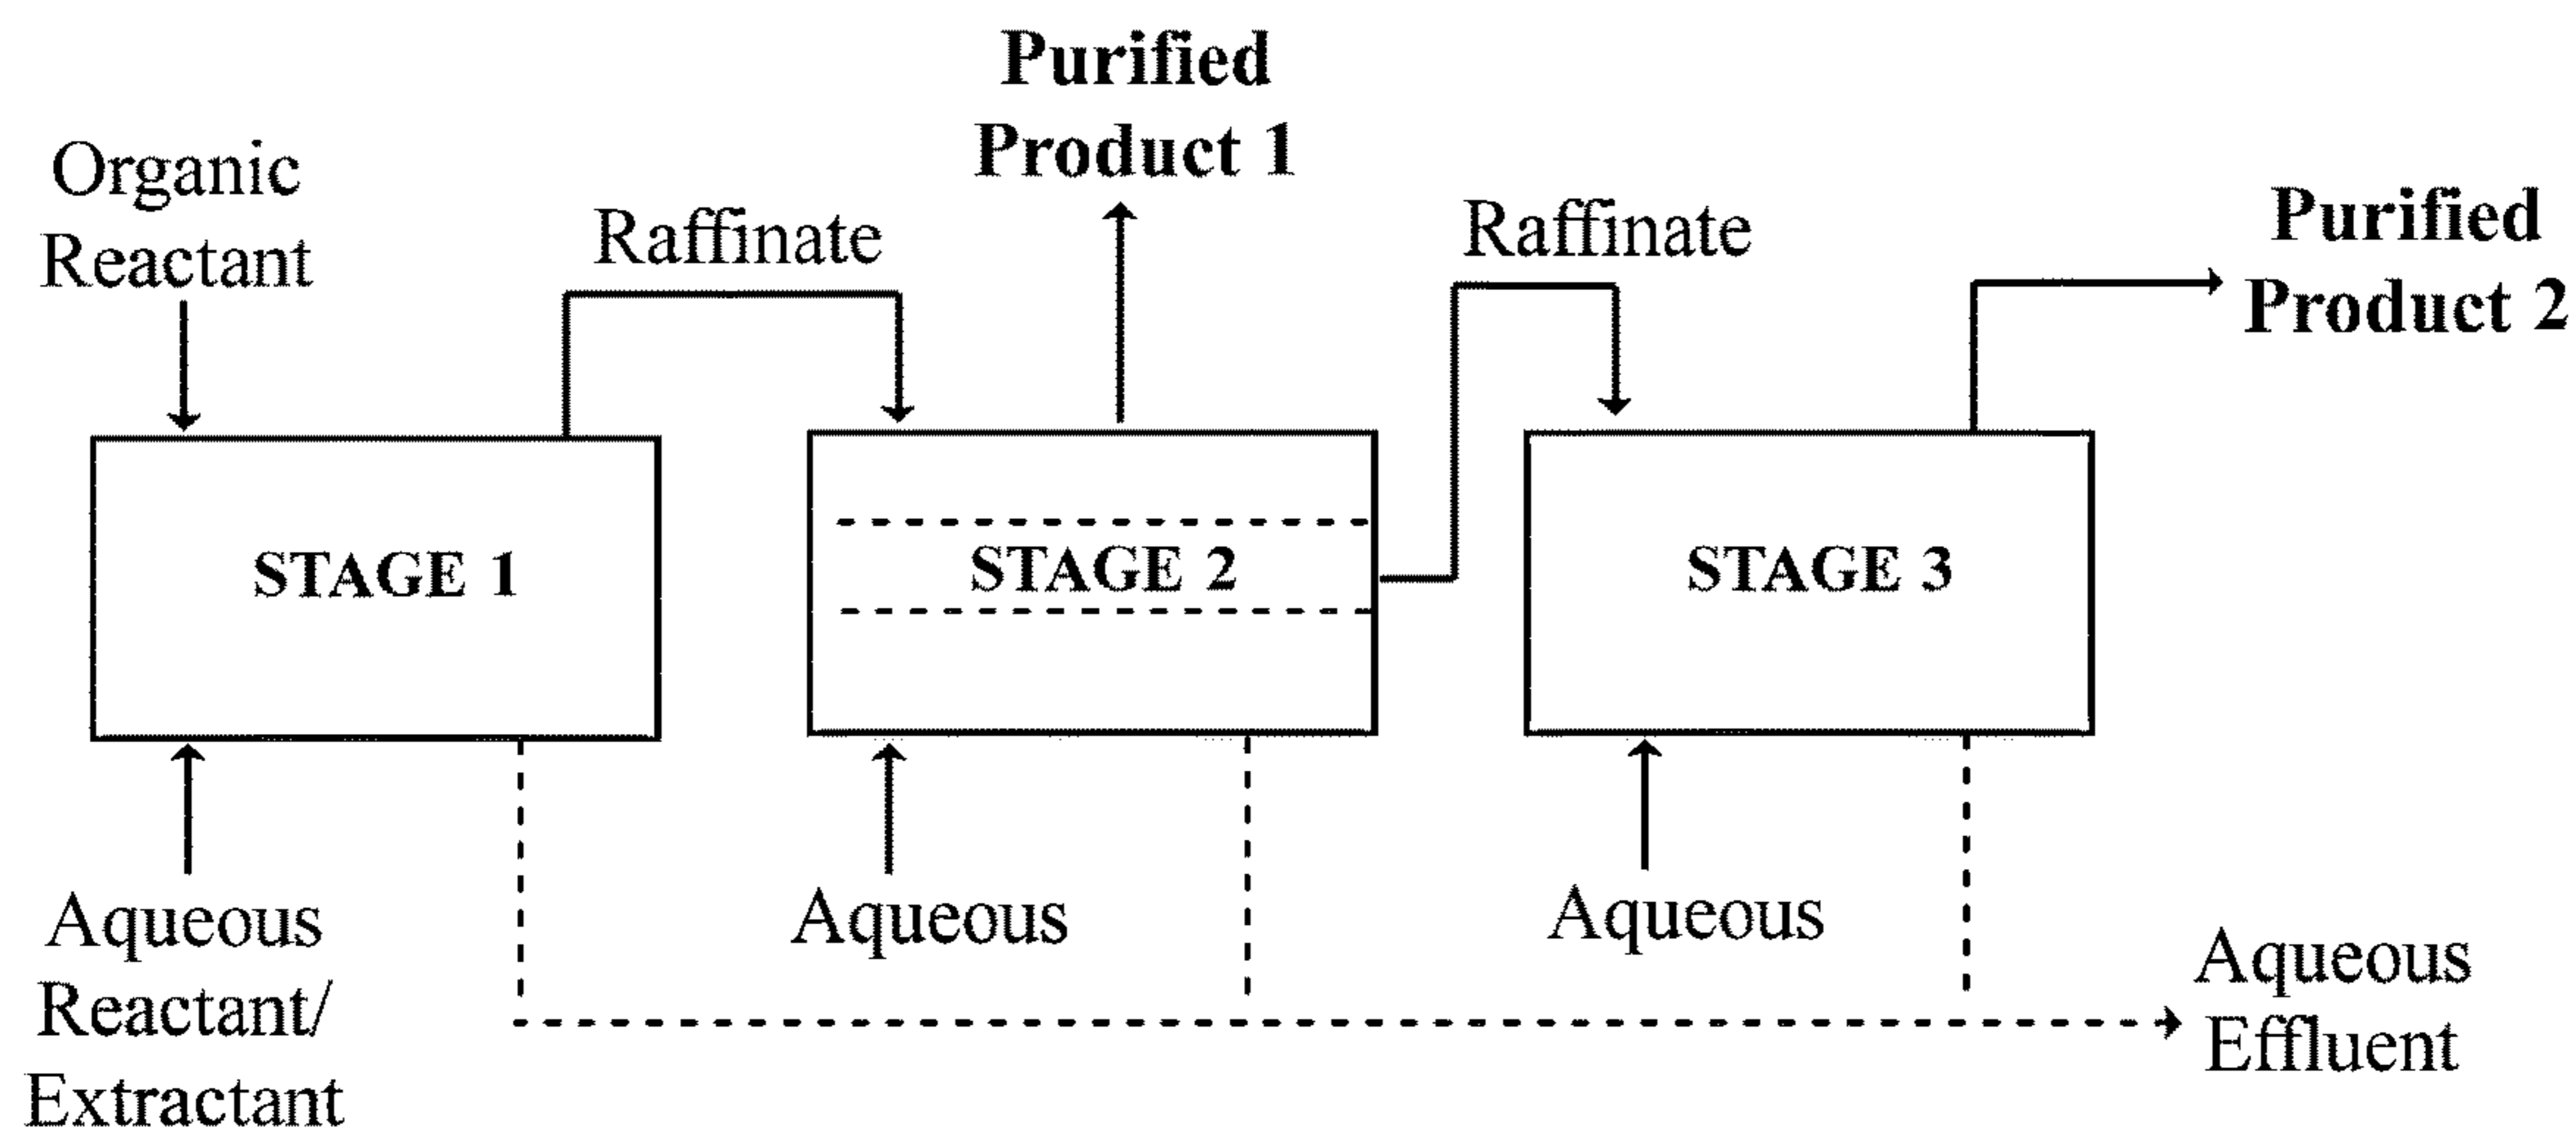 Purified
Product 1
Organic
Reactant
Raffinate
Raffinate
Purified
Product 2
STAGE 1
STAGE 2
STAGE 3
Aqueous
Reactant/
Extractant
Aqueous
Aqueous
Aqueous
Effluent